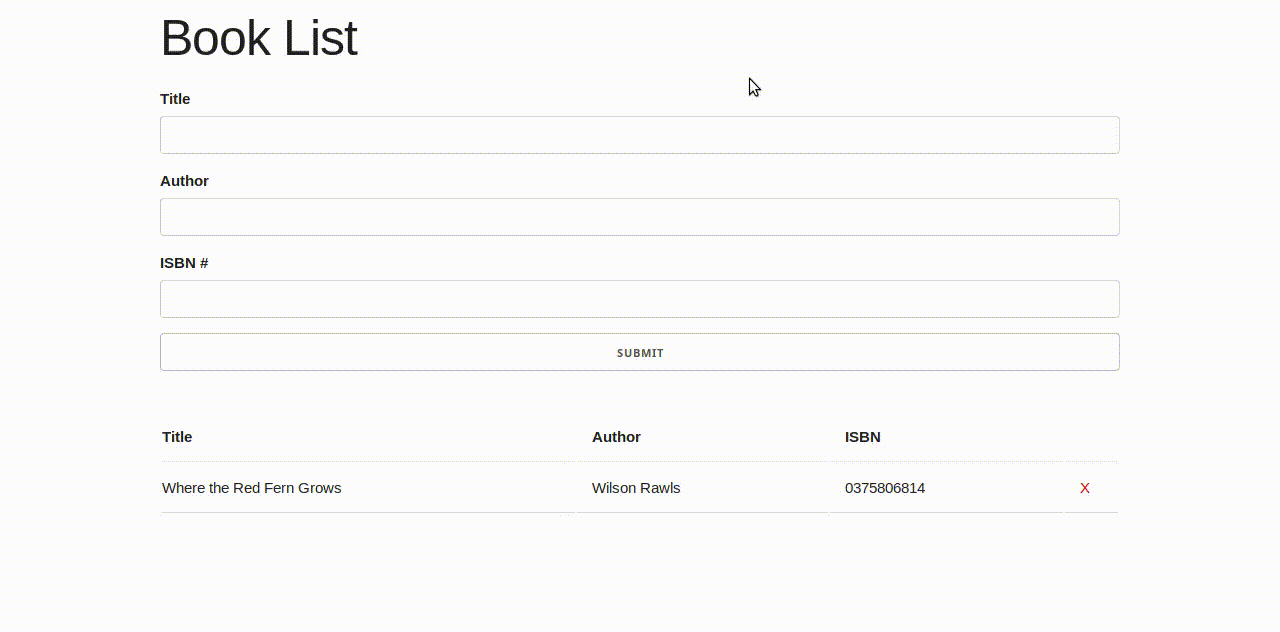 Book List
Title
Author
ISBN #
SUBMIT
Title Author ISBN
Where the Red Fern Grows Wilson Rawls 0375806814 X